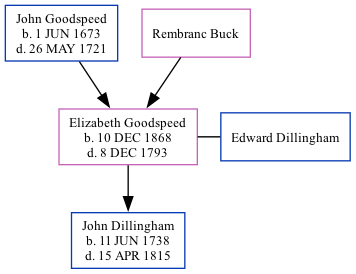 John Goodspeed
b. 1 JUN 1673
d. 26 MAY 1721
Rembranc Buck
Elizabeth Goodspeed
b. 10 DEC 1868
d. 8 DEC 1793
Edward Dillingham
John Dillingham
b. 11 JUN 1738
d. 15 APR 1815